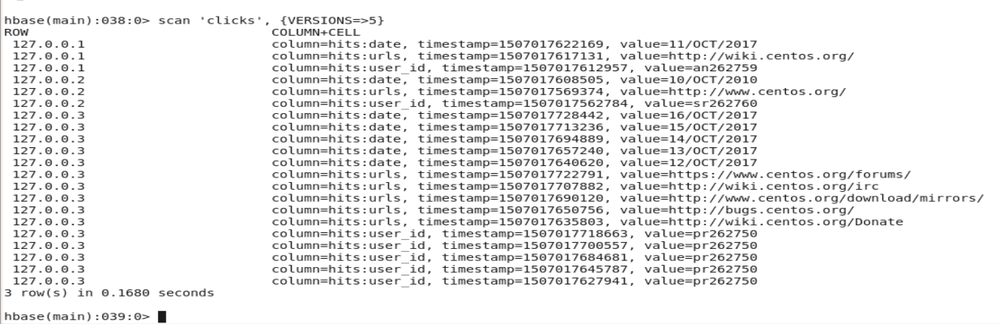 hbase(main):038:0> scan 'clicks', {VERSIONS=>5}
ROW COLUMN+CELL
127.0.0.1 column=hits:date, timestamp=1507017622169, value=11/OCT/2017
127.0.0.1 column=hits:urls, timestamp=1507017617131, value=http://wiki.centos.org/
127.0.0.1 column=hits:user_id, timestamp=1507017612957, value=an262759
127.0.0.2 column=hits:date, timestamp=1507017608505, value=10/OCT/2010
127.0.0.2 column=hits:urls, timestamp=1507017569374, value=http://www.centos.org/
127.0.0.2 column=hits:user_id, timestamp=1507017562784, value=sr262760
127.0.0.3 column=hits:date, timestamp=1507017728442, value=16/OCT/2017
127.0.0.3 column=hits:date, timestamp=1507017713236, value=15/OCT/2017
127.0.0.3 column=hits:date, timestamp=1507017694889, value=14/OCT/2017
127.0.0.3 column=hits:date, timestamp=1507017657240, value=13/OCT/2017
127.0.0.3 column=hits:date, timestamp=1507017640620, value=12/OCT/2017
127.0.0.3 column=hits:urls, timestamp=1507017722791, value=https://www.centos.org/forums/
127.0.0.3 column=hits:urls, timestamp=1507017707882, value=http://wiki.centos.org/irc
127.0.0.3 column=hits:urls, timestamp=1507017690120, value=http://www.centos.org/download/mirrors/
127.0.0.3 column=hits:urls, timestamp=1507017650756, value=http://bugs.centos.org/
127.0.0.3 column=hits:urls, timestamp=1507017635803, value=http://wiki.centos.org/Donate
127.0.0.3 column=hits:user_id, timestamp=1507017718663, value=pr262750
127.0.0.3 column=hits:user_id, timestamp=1507017700557, value=pr262750
127.0.0.3 column=hits:user_id, timestamp=1507017684681, value=pr262750
127.0.0.3 column=hits:user_id, timestamp=1507017645787, value=pr262750
127.0.0.3 column=hits:user_id, timestamp=1507017627941, value=pr262750
3 row(s) in 0.1680 seconds
hbase(main):039:0>